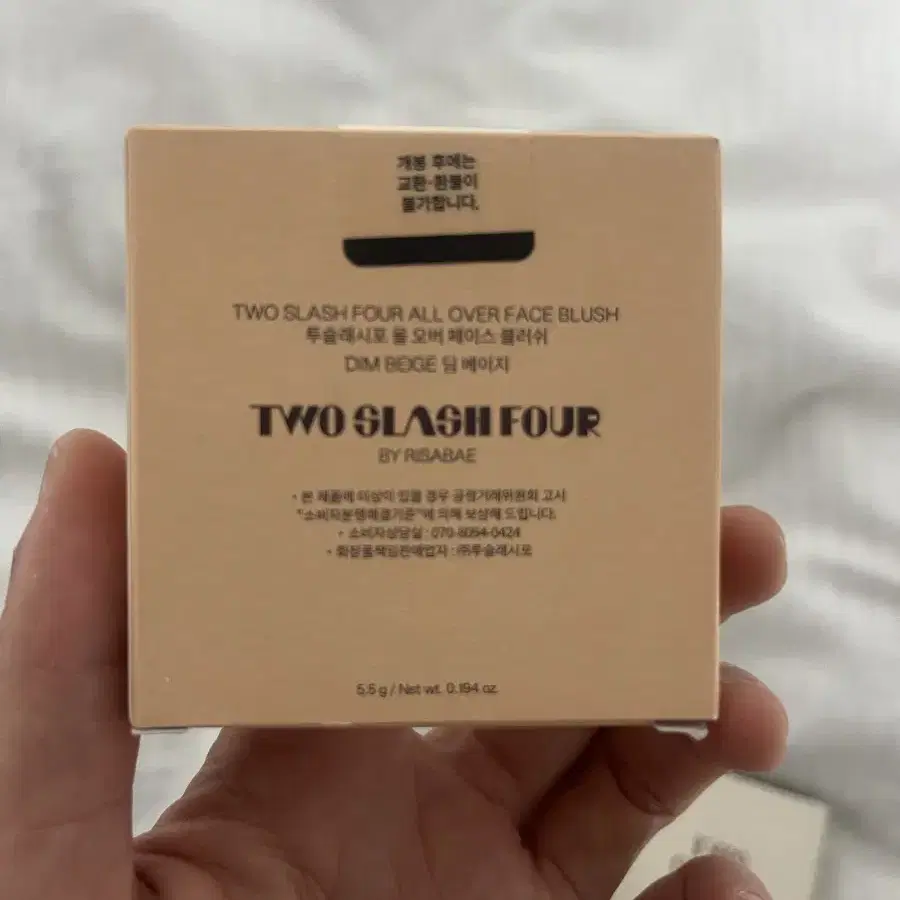 개봉 후에는
교환·환불이
불가합니다.
TWO SLASH FOUR ALL OVER FACE BLUSH
투슬래시포 올 오버 페이스 블러쉬
DIM BEIGE 딤 베이지
TWO SLASH FOUR
BY RISABAE
• 본 제품에 이상이 있을 경우 공정거래위원회 고시
"소비자분쟁해결기준"에 의해 보상해 드립니다.
• 소비자상담실 : 070-8064-0424
• 화장품책임판매업자 : ㈜투슬래시포
5.5 g / Net wt. 0.194 oz.